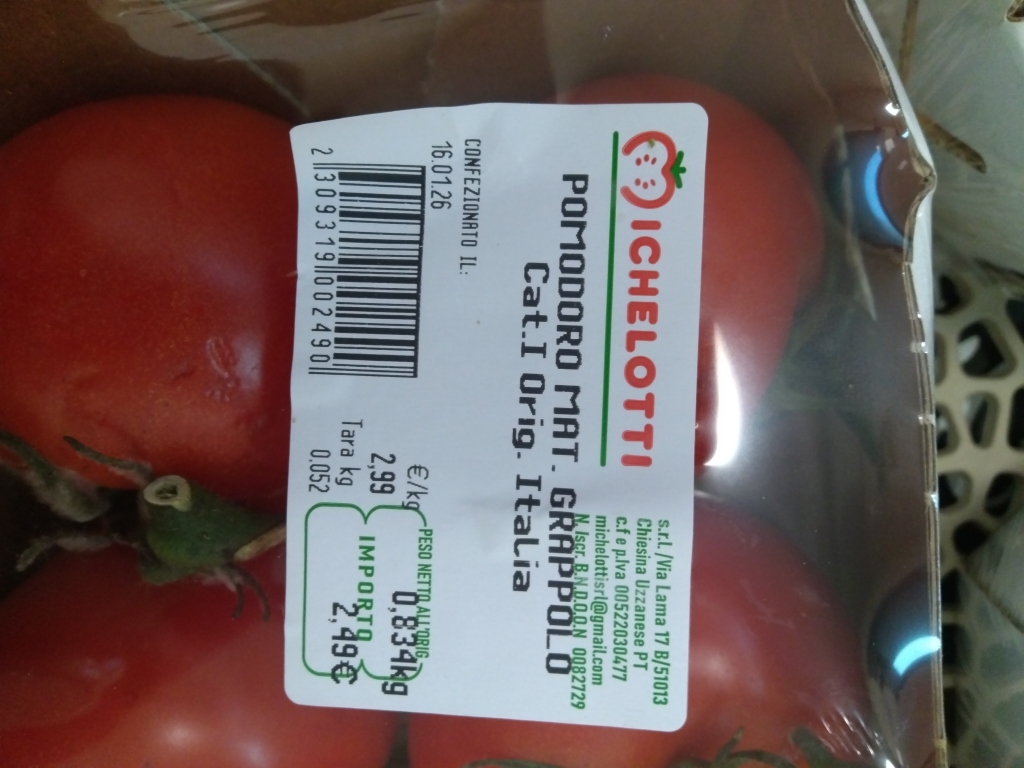 MICHELOTTI
s.r.l. /Via Lama 17 B/51013
Chiesina Uzzanese PT
c.f e p.Iva 00522030477
michelottisrl@gmail.com
N. Iscr. B.N.D.O.O.N 0082729
POMODORO MAT. GRAPPOLO
Cat.I Orig. Italia
CONFEZIONATO IL:
16.01.26
2 309319 002490
€/kg
2,99
Tara kg
0.052
PESO NETTO ALL'ORIG.
0,834kg
IMPORTO
2,49€